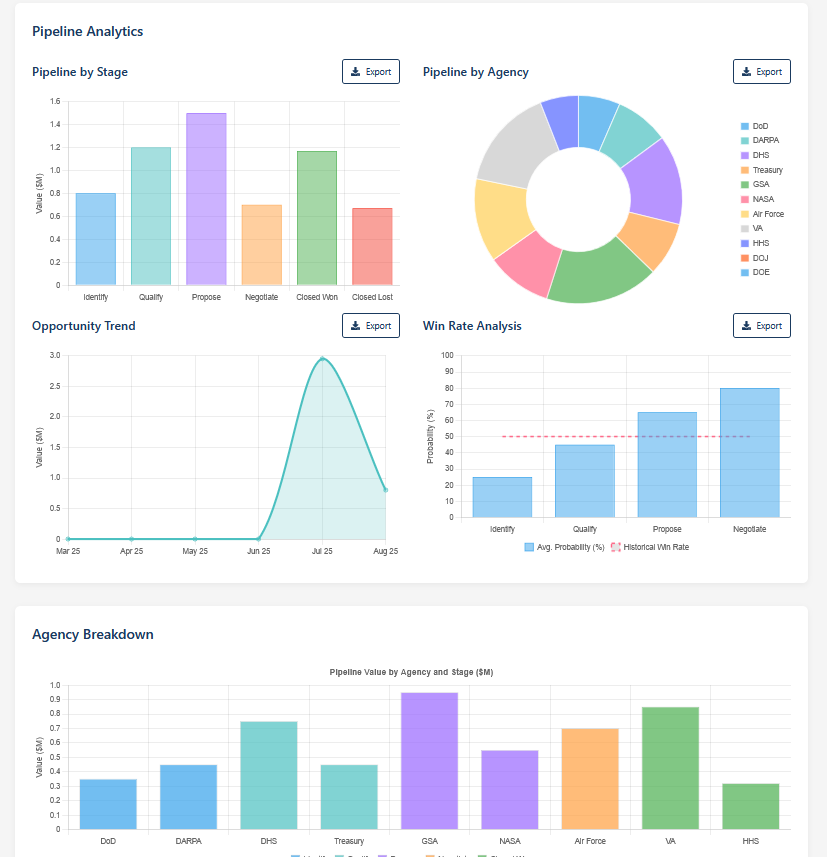 Pipeline Analytics
Pipeline by Stage
Export
Pipeline by Agency
Export
Value ($M)
1.6
1.4
1.2
1.0
0.8
0.6
0.4
0.2
0
Identify Qualify Propose Negotiate Closed Won Closed Lost
DoD
DARPA
DHS
Treasury
GSA
NASA
Air Force
VA
HHS
DOJ
DOE
Opportunity Trend
Export
Win Rate Analysis
Export
Value ($M)
3.0
2.5
2.0
1.5
1.0
0.5
0
Mar 25 Apr 25 May 25 Jun 25 Jul 25 Aug 25
Probability (%)
100
90
80
70
60
50
40
30
20
10
0
Identify Qualify Propose Negotiate
Avg. Probability (%) Historical Win Rate
Agency Breakdown
Pipeline Value by Agency and Stage ($M)
Value ($M)
1.0
0.9
0.8
0.7
0.6
0.5
0.4
0.3
0.2
0.1
0
DoD DARPA DHS Treasury GSA NASA Air Force VA HHS